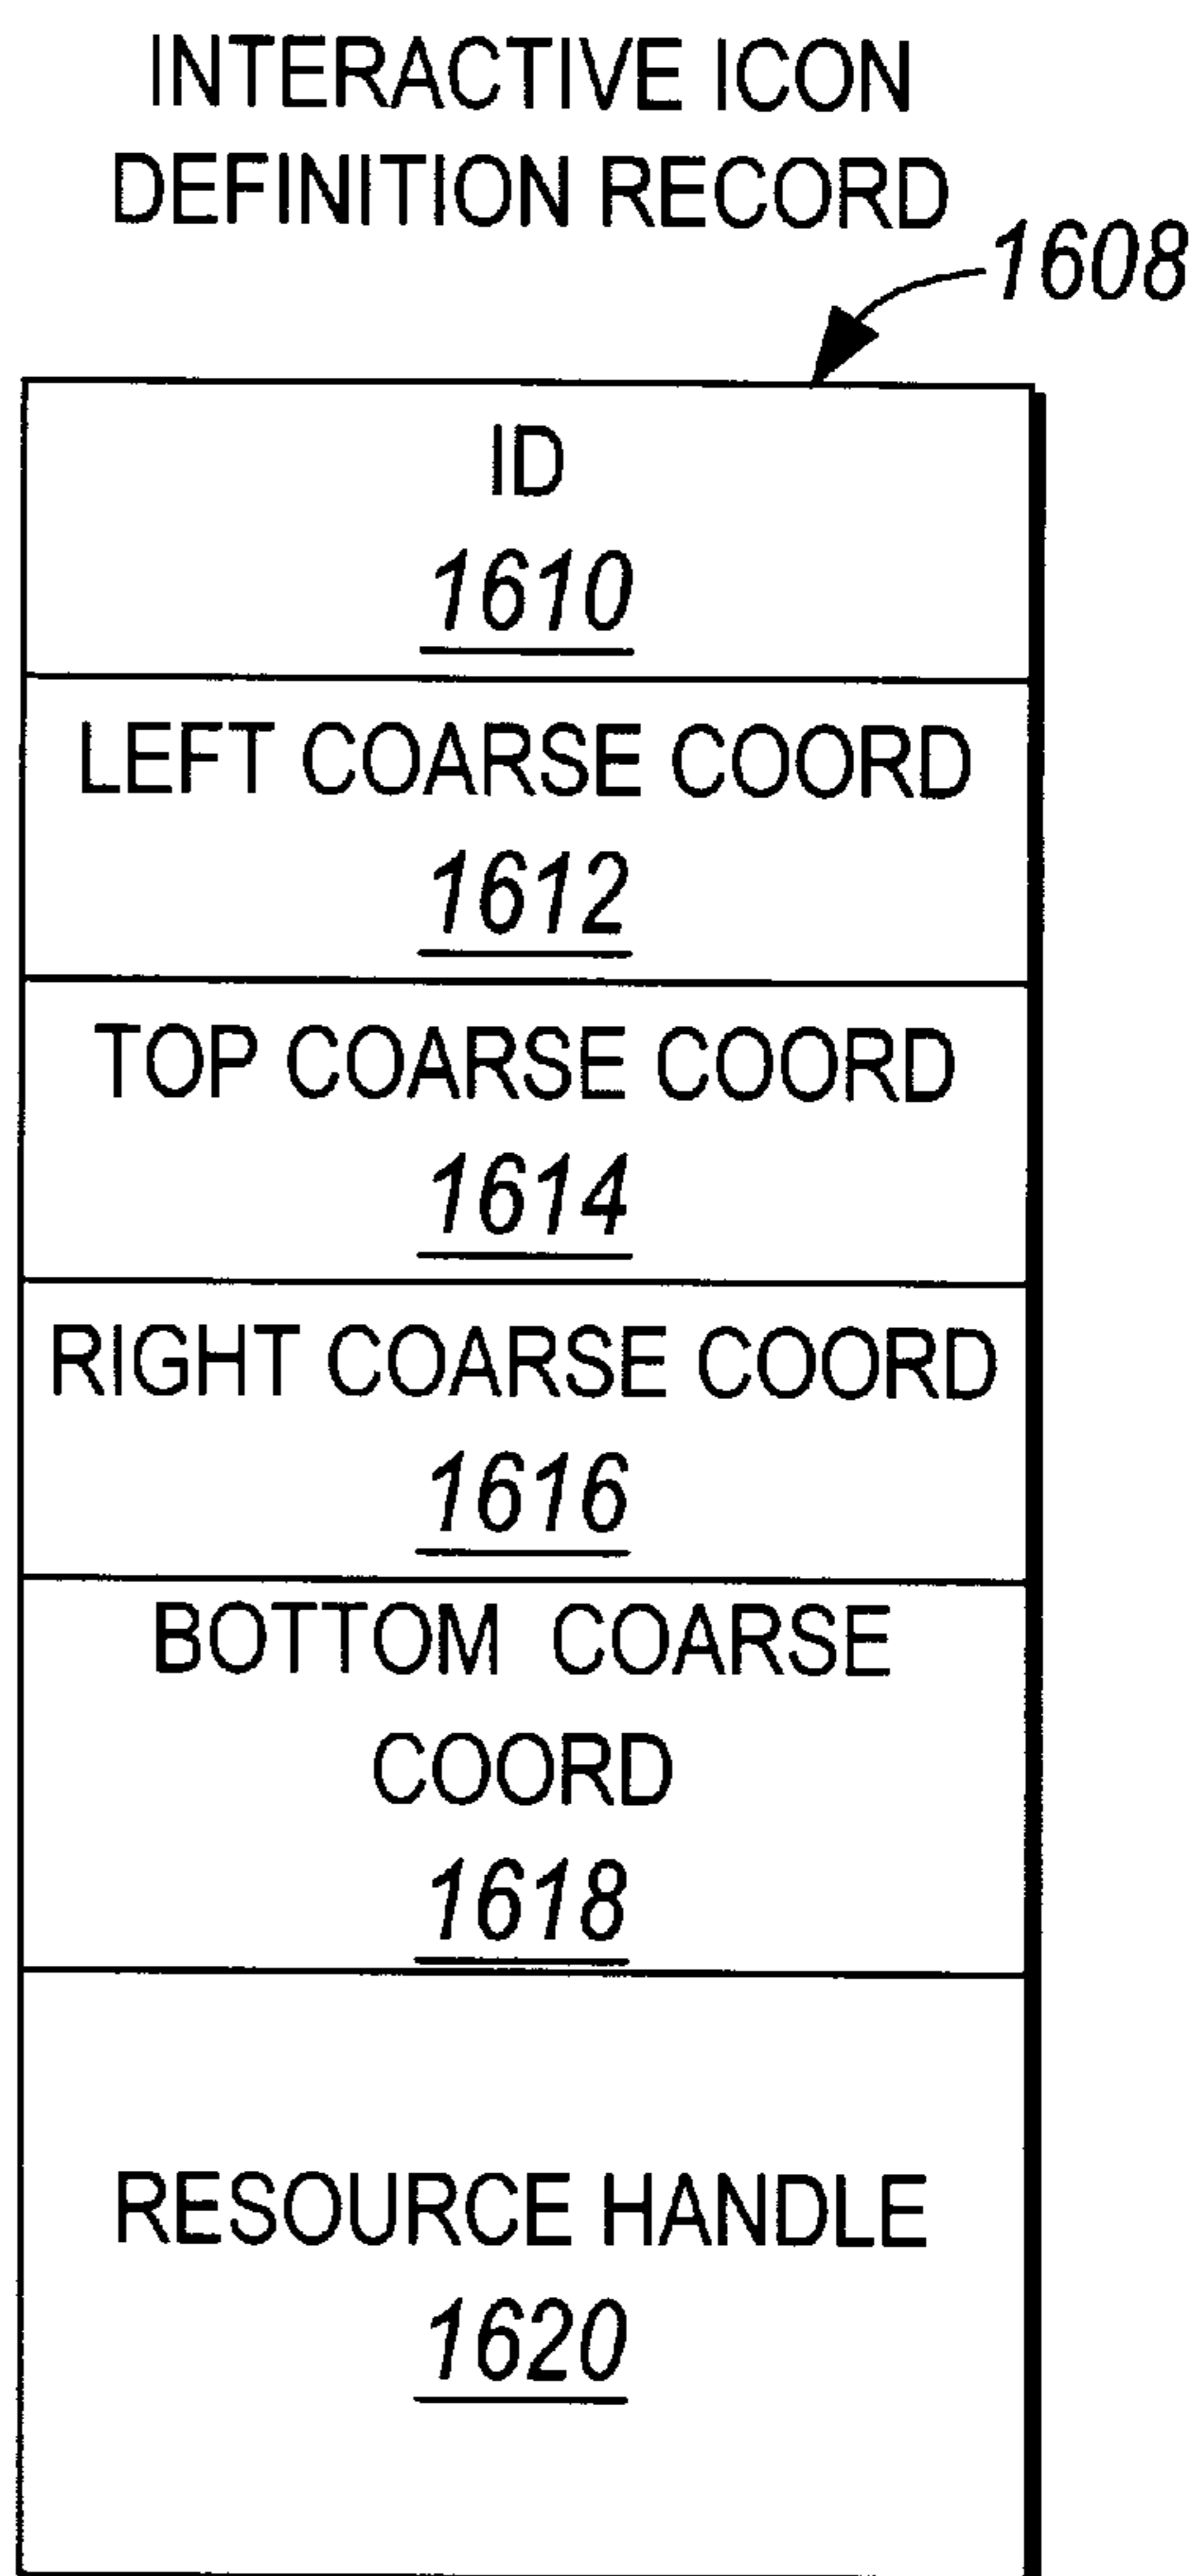 INTERACTIVE ICON
DEFINITION RECORD
1608
ID
1610
LEFT COARSE COORD
1612
TOP COARSE COORD
1614
RIGHT COARSE COORD
1616
BOTTOM COARSE
COORD
1618
RESOURCE HANDLE
1620